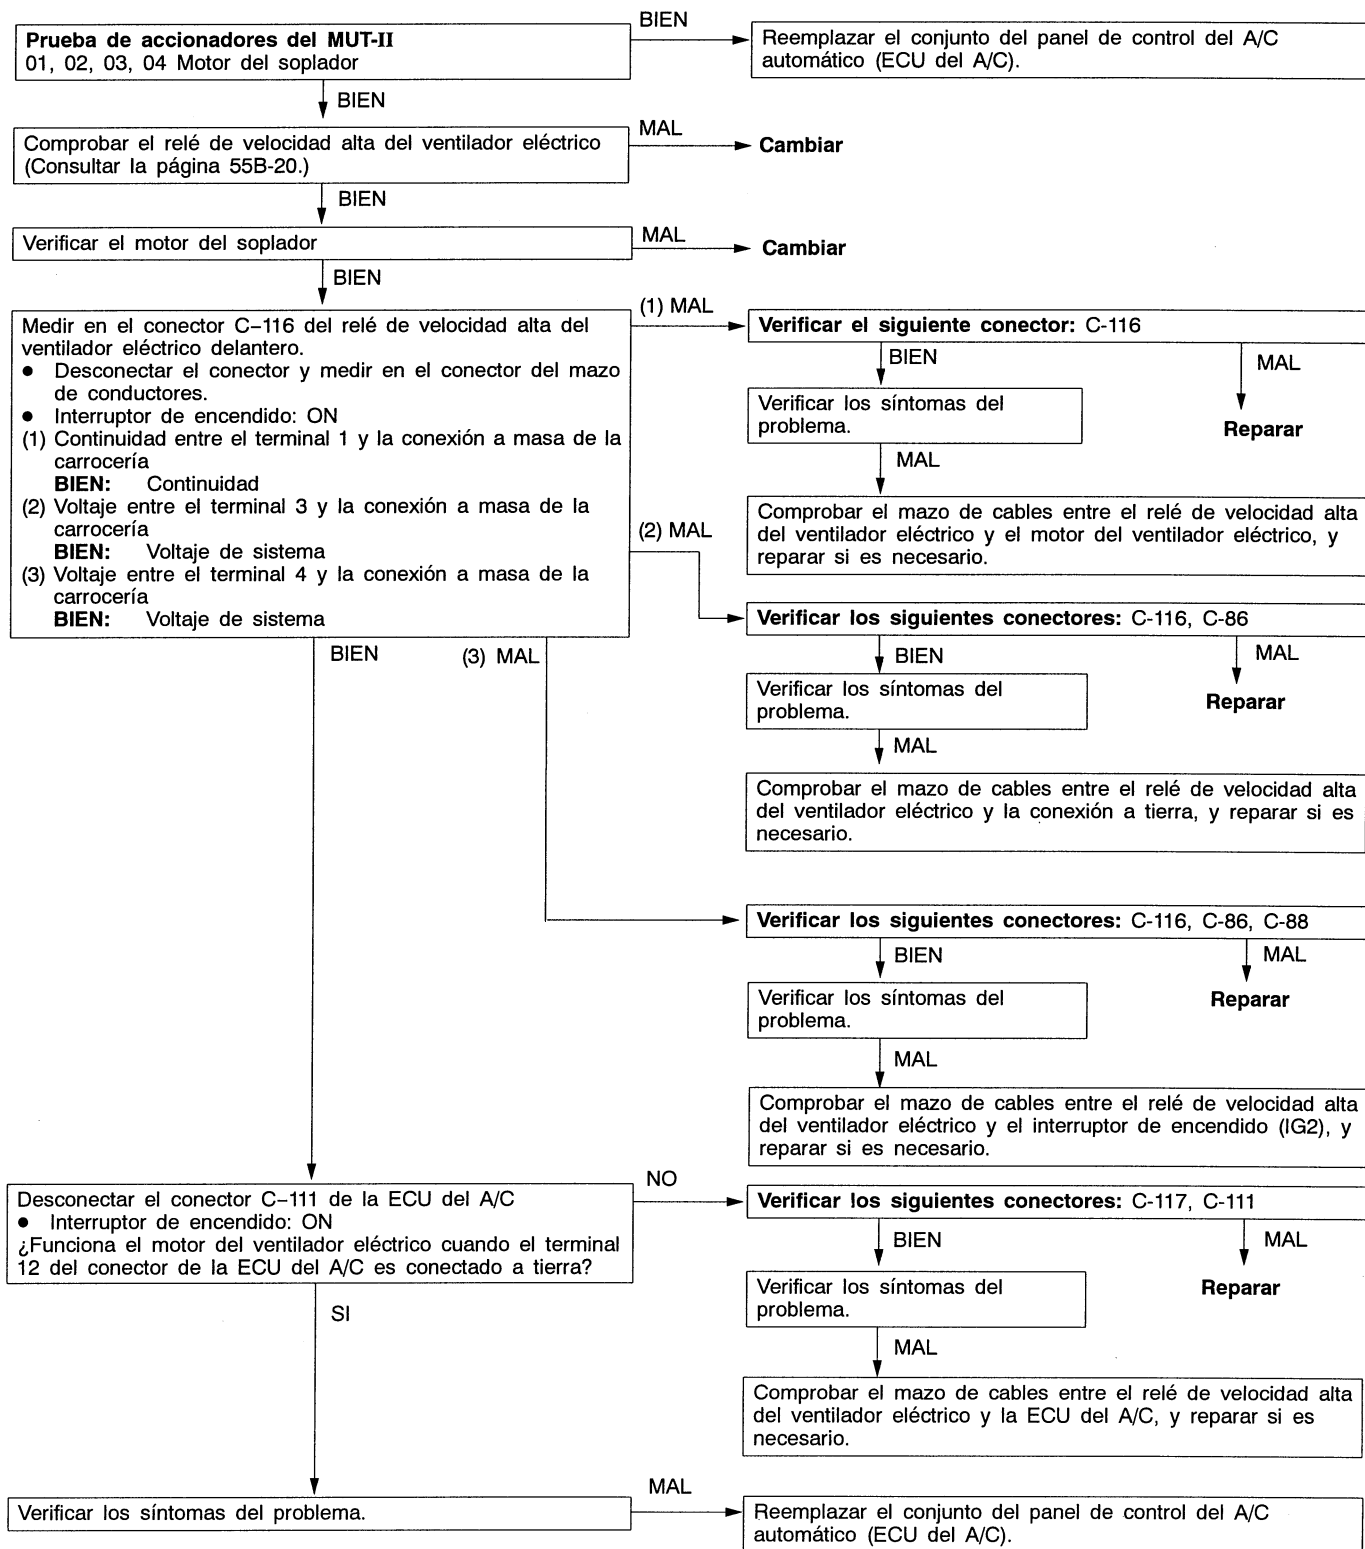 Prueba de accionadores del MUT-II
01, 02, 03, 04 Motor del soplador
BIEN
Reemplazar el conjunto del panel de control del A/C
automático (ECU del A/C).
BIEN
Comprobar el relé de velocidad alta del ventilador eléctrico
(Consultar la página 55B-20.)
MAL
Cambiar
BIEN
Verificar el motor del soplador
MAL
Cambiar
BIEN
Medir en el conector C-116 del relé de velocidad alta del
ventilador eléctrico delantero.
● Desconectar el conector y medir en el conector del mazo
de conductores.
● Interruptor de encendido: ON
(1) Continuidad entre el terminal 1 y la conexión a masa de la
carrocería
BIEN: Continuidad
(2) Voltaje entre el terminal 3 y la conexión a masa de la
carrocería
BIEN: Voltaje de sistema
(3) Voltaje entre el terminal 4 y la conexión a masa de la
carrocería
BIEN: Voltaje de sistema
(1) MAL
Verificar el siguiente conector: C-116
BIEN
MAL
Verificar los síntomas del
problema.
Reparar
MAL
Comprobar el mazo de cables entre el relé de velocidad alta
del ventilador eléctrico y el motor del ventilador eléctrico, y
reparar si es necesario.
(2) MAL
Verificar los siguientes conectores: C-116, C-86
BIEN
MAL
Verificar los síntomas del
problema.
Reparar
MAL
Comprobar el mazo de cables entre el relé de velocidad alta
del ventilador eléctrico y la conexión a tierra, y reparar si es
necesario.
BIEN
(3) MAL
Verificar los siguientes conectores: C-116, C-86, C-88
BIEN
MAL
Verificar los síntomas del
problema.
Reparar
MAL
Comprobar el mazo de cables entre el relé de velocidad alta
del ventilador eléctrico y el interruptor de encendido (IG2), y
reparar si es necesario.
Desconectar el conector C-111 de la ECU del A/C
● Interruptor de encendido: ON
¿Funciona el motor del ventilador eléctrico cuando el terminal
12 del conector de la ECU del A/C es conectado a tierra?
NO
Verificar los siguientes conectores: C-117, C-111
BIEN
MAL
Verificar los síntomas del
problema.
Reparar
MAL
Comprobar el mazo de cables entre el relé de velocidad alta
del ventilador eléctrico y la ECU del A/C, y reparar si es
necesario.
SI
Verificar los síntomas del problema.
MAL
Reemplazar el conjunto del panel de control del A/C
automático (ECU del A/C).